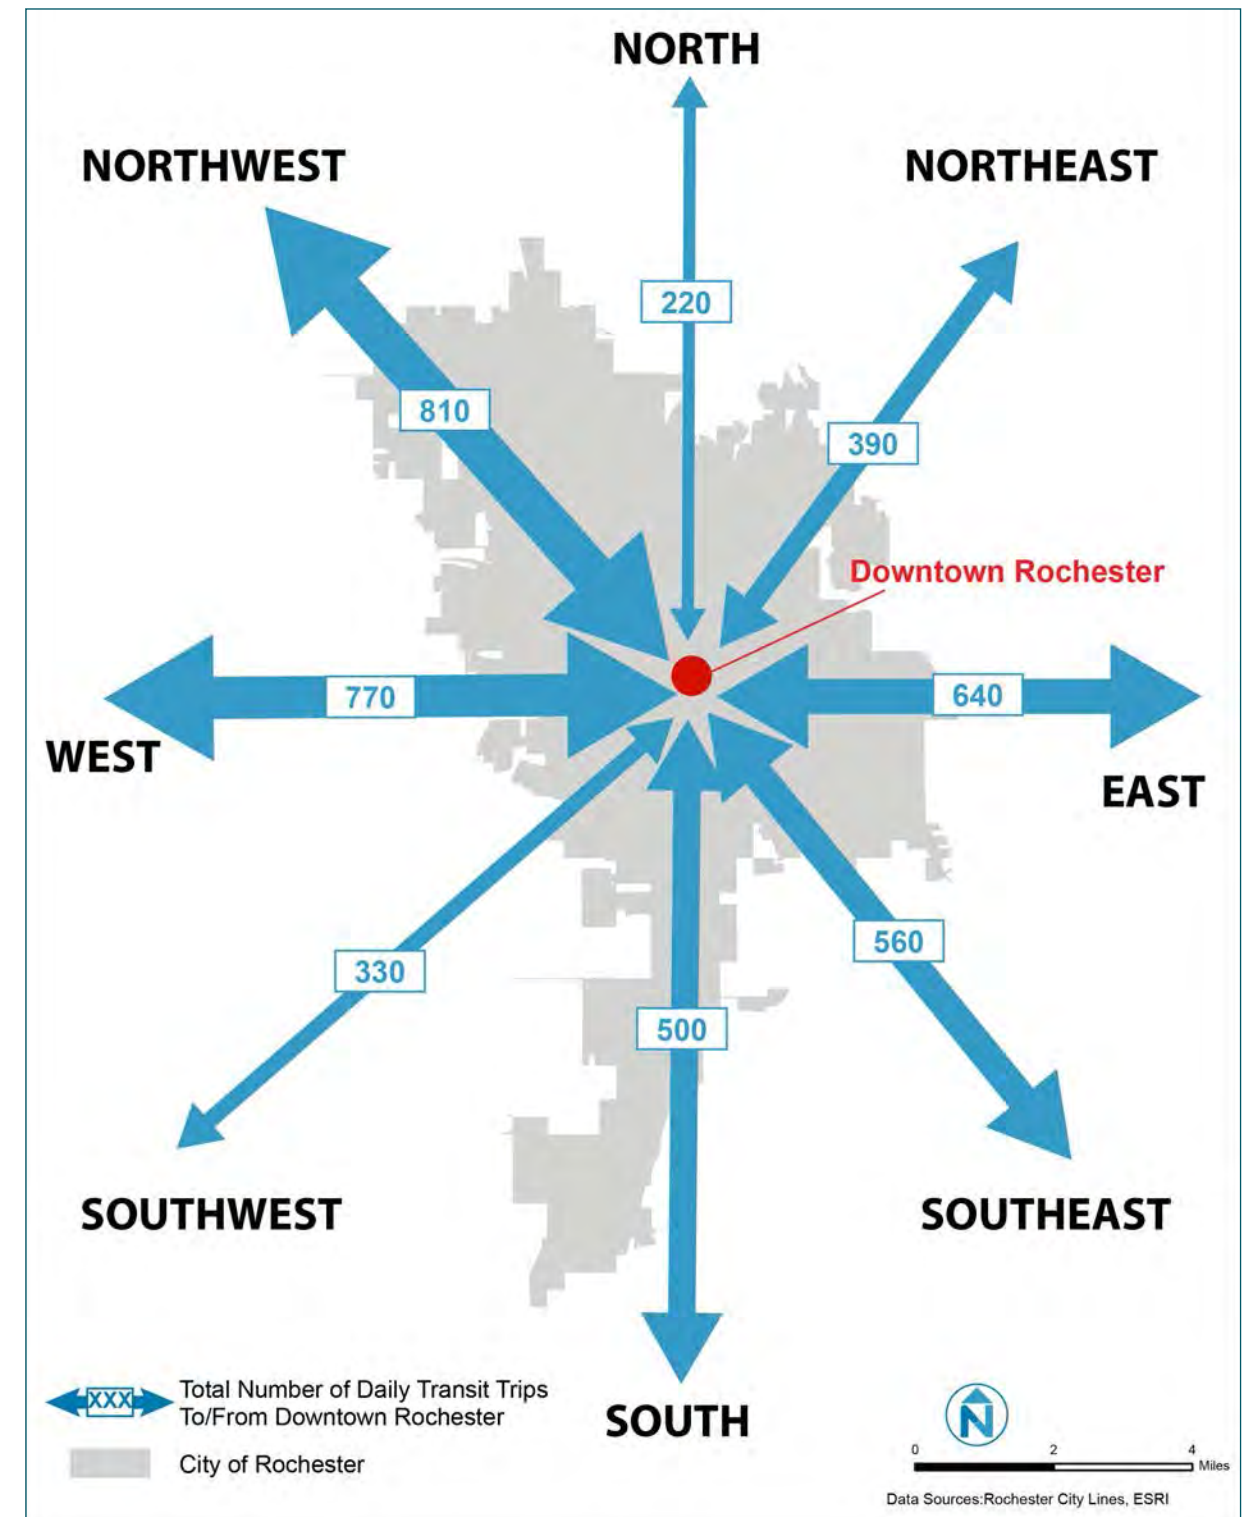 NORTH
NORTHWEST
NORTHEAST
220
810
390
Downtown Rochester
770
640
WEST
EAST
560
330
500
SOUTHWEST
SOUTHEAST
XXX
Total Number of Daily Transit Trips
To/From Downtown Rochester
SOUTH
N
City of Rochester
0 2 4
Miles
Data Sources:Rochester City Lines, ESRI